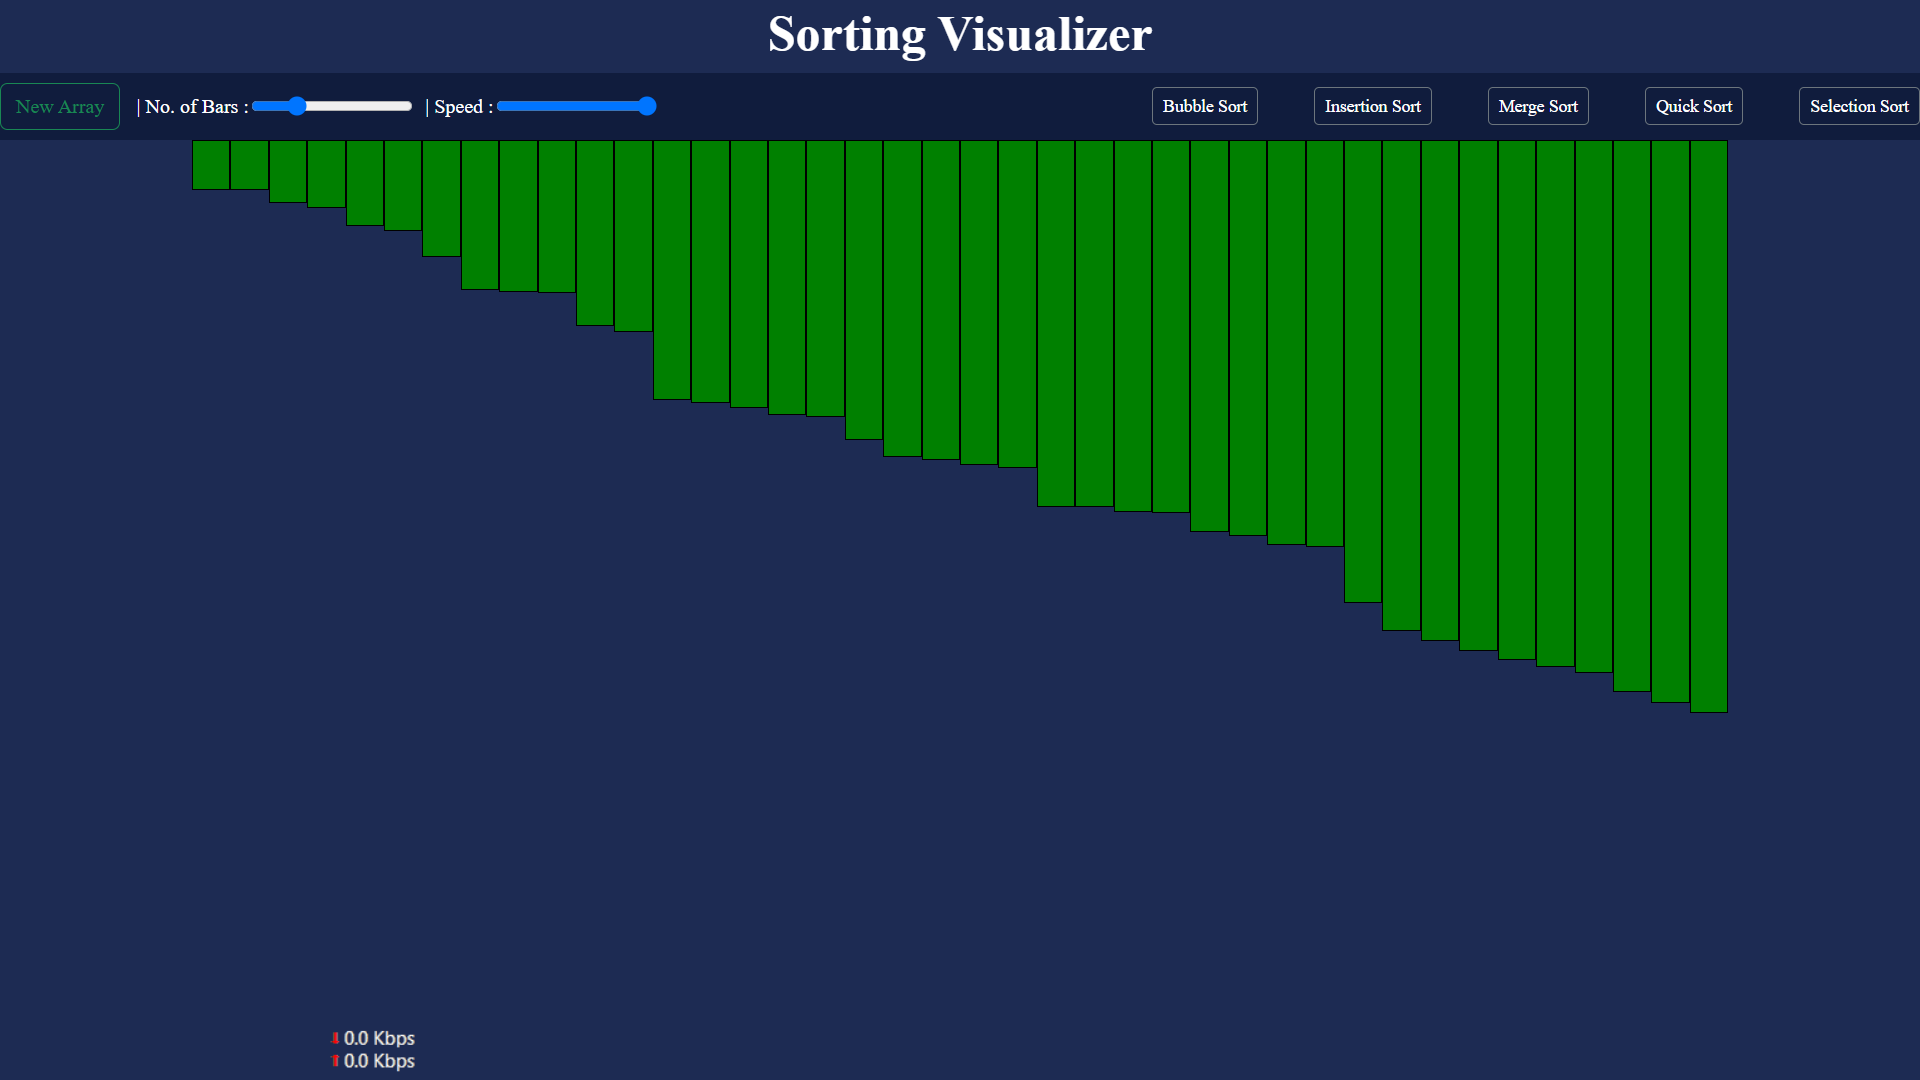 Sorting Visualizer
New Array | No. of Bars : | Speed : Bubble Sort Insertion Sort Merge Sort Quick Sort Selection Sort
0.0 Kbps
0.0 Kbps